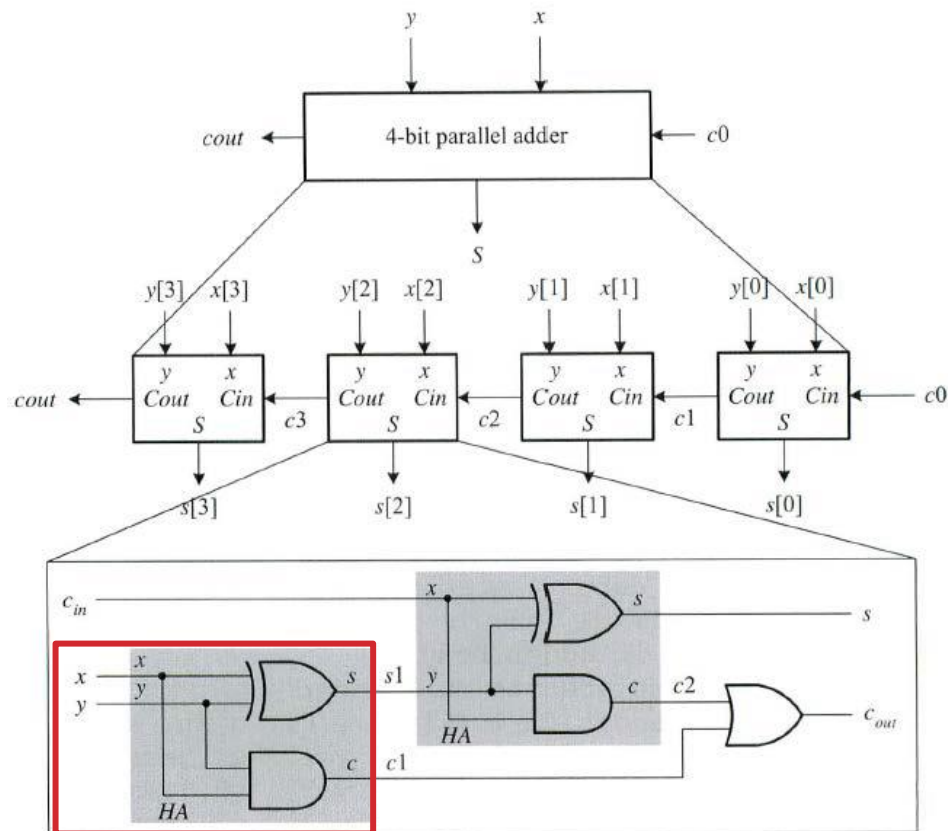 y x
cout 4-bit parallel adder c0
S
y[3] x[3] y[2] x[2] y[1] x[1] y[0] x[0]
y x y x y x y x
cout Cout Cin c3 Cout Cin c2 Cout Cin c1 Cout Cin c0
S S S S
s[3] s[2] s[1] s[0]
c_in x s s
x x
y y s s1 y c c2 c_out
HA
c c1
HA